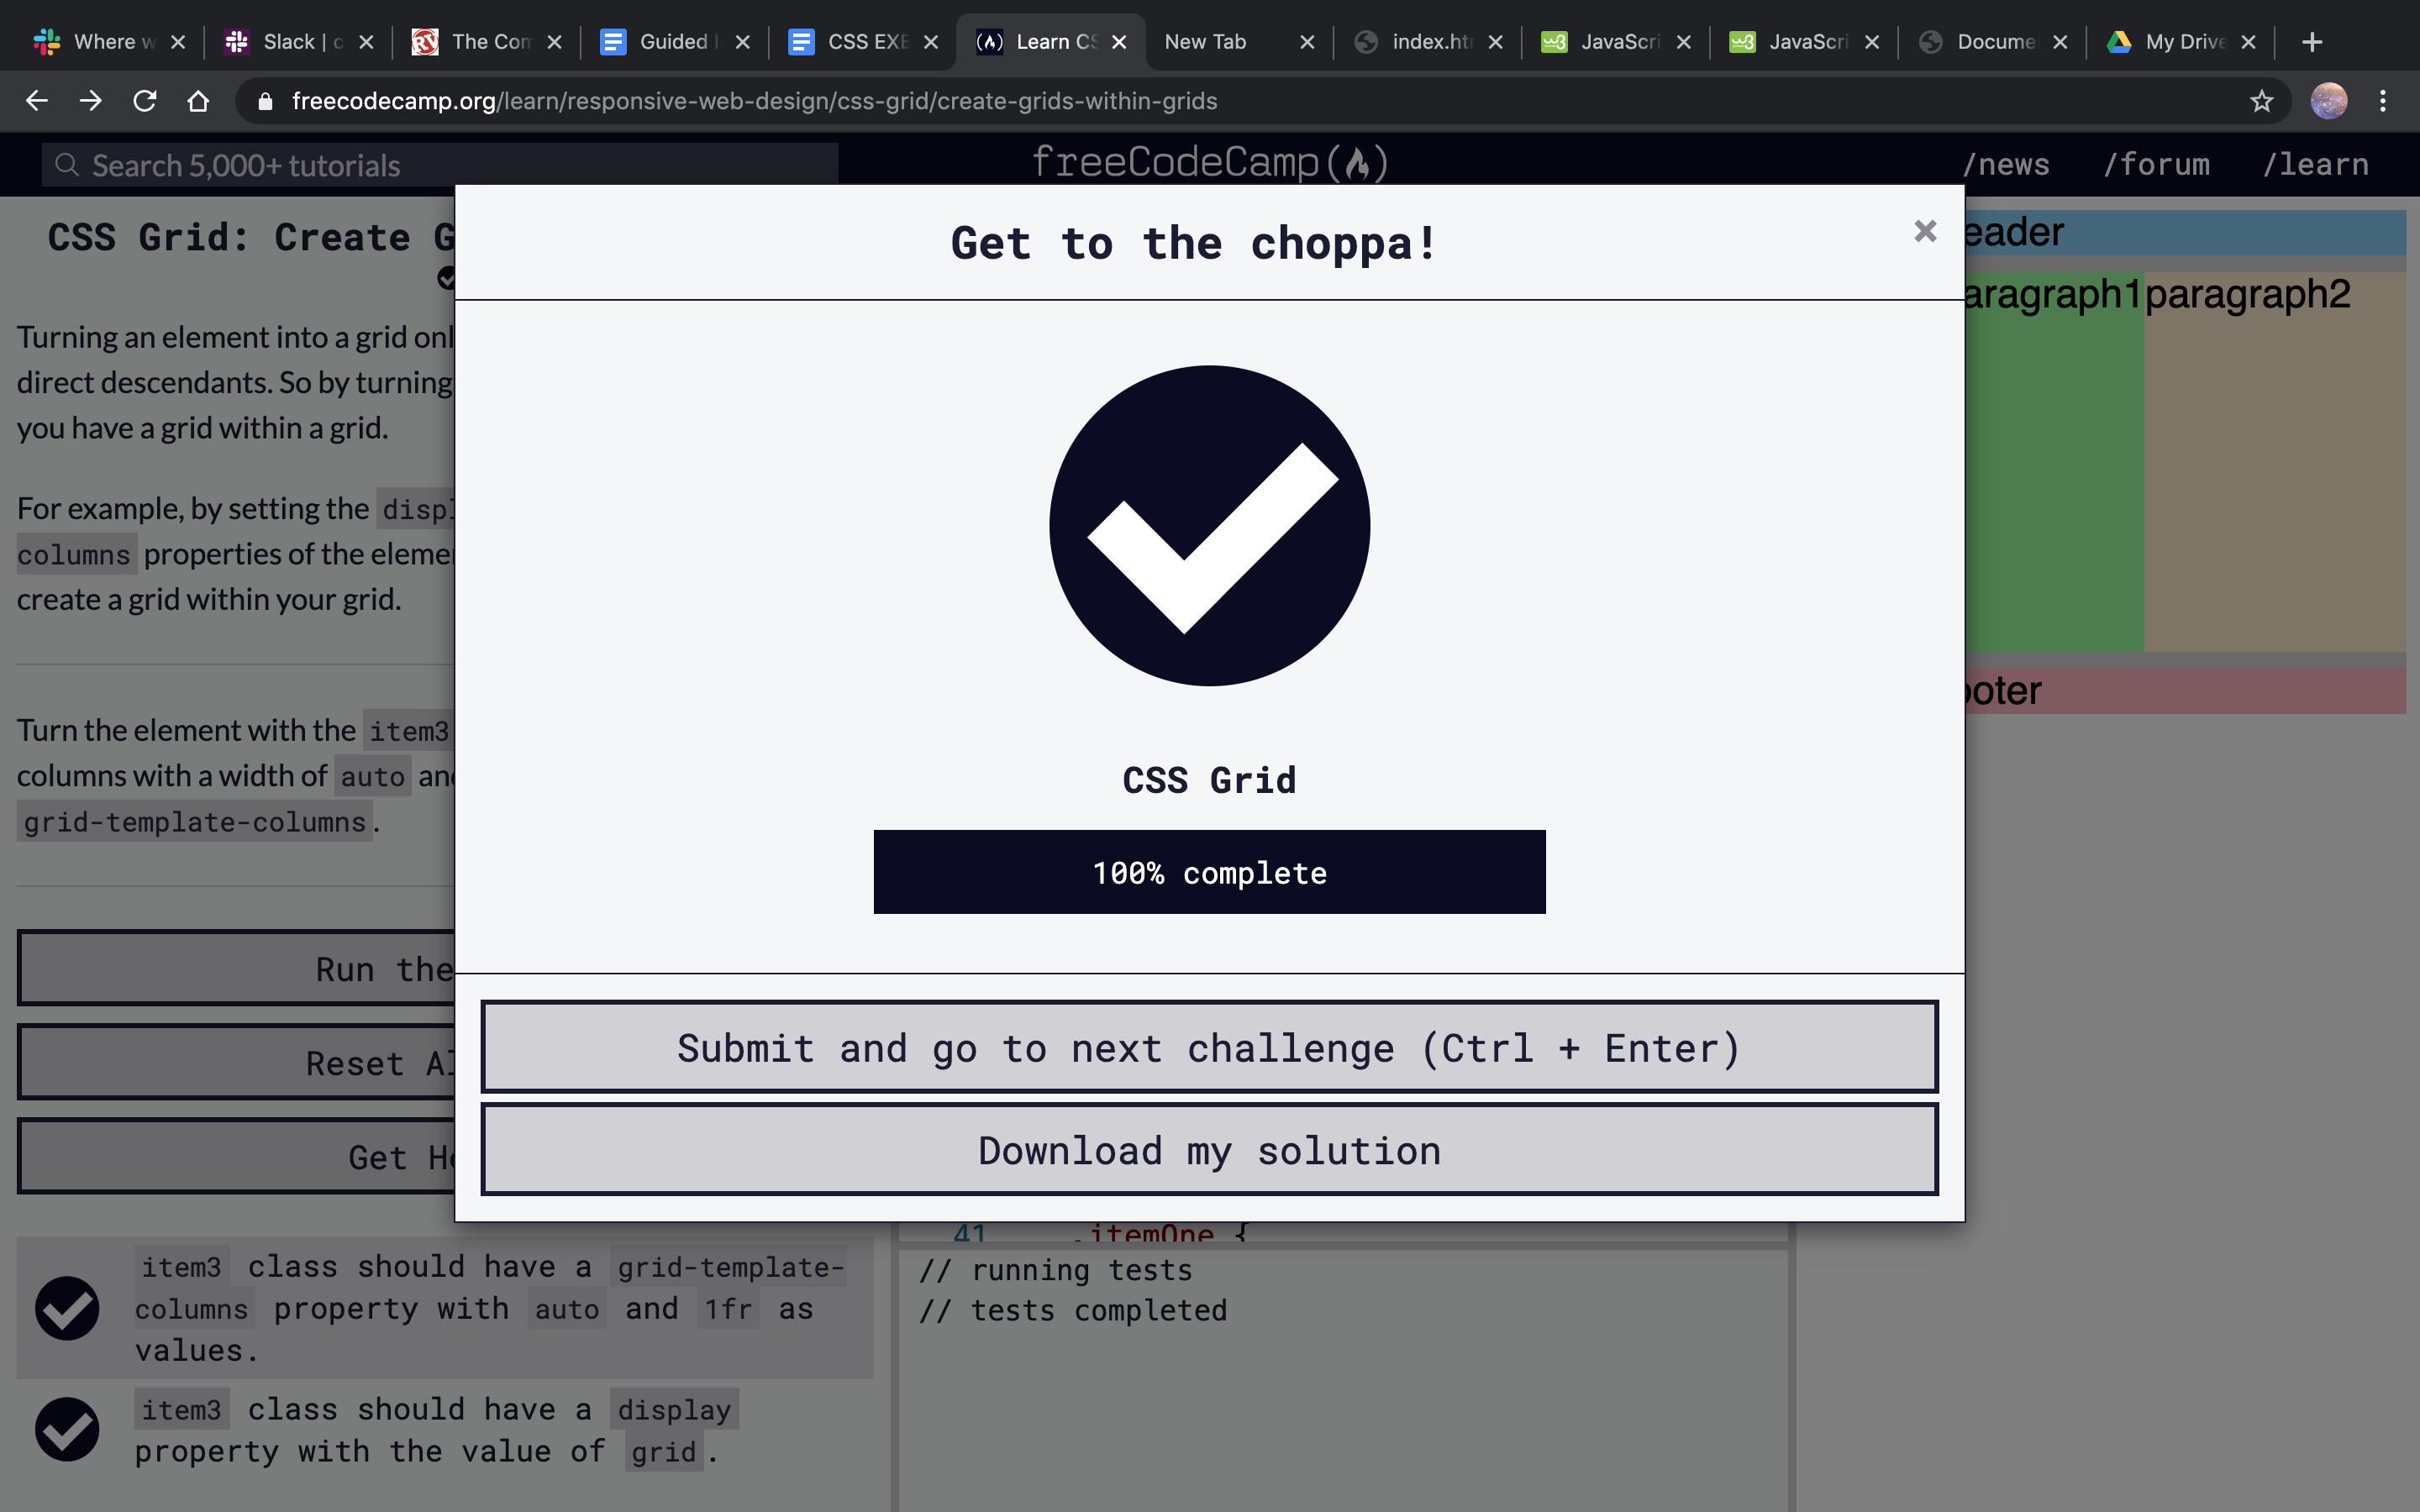 Where w
Slack | c
The Com
Guided
CSS EXE
Learn CS
New Tab
index.ht
JavaScri
JavaScri
Docume
My Drive
freecodecamp.org/learn/responsive-web-design/css-grid/create-grids-within-grids
Search 5,000+ tutorials
freeCodeCamp
/news
/forum
/learn
CSS Grid: Create G
Turning an element into a grid onl
direct descendants. So by turning
you have a grid within a grid.
For example, by setting the displ
columns properties of the elemen
create a grid within your grid.
Turn the element with the item3
columns with a width of auto an
grid-template-columns.
Run the
Reset Al
Get He
item3 class should have a grid-template-
columns property with auto and 1fr as
values.
item3 class should have a display
property with the value of grid.
Get to the choppa!
×
CSS Grid
100% complete
Submit and go to next challenge (Ctrl + Enter)
Download my solution
41 .itemOne {
// running tests
// tests completed
eader
aragraph1
paragraph2
ooter